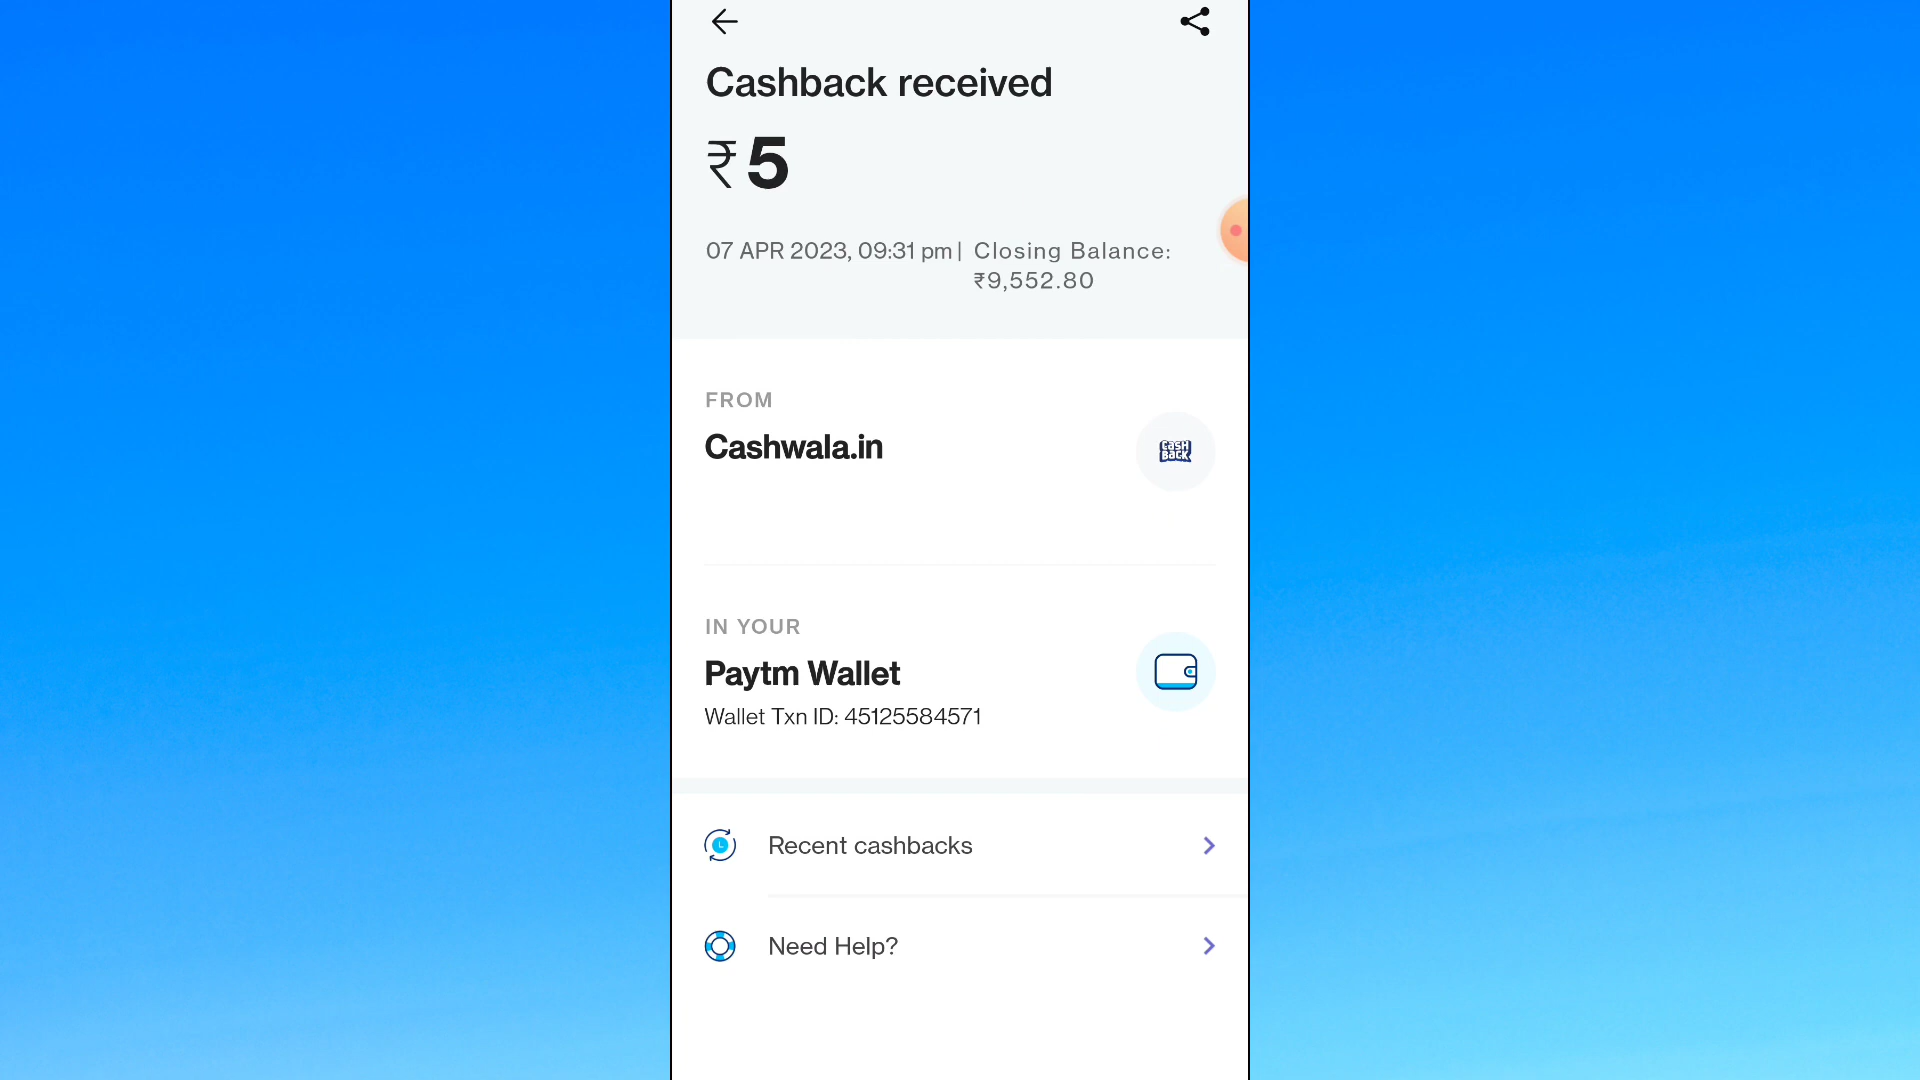 Cashback received
₹5
07 APR 2023, 09:31 pm | Closing Balance:
₹9,552.80
FROM
Cashwala.in
CASH
BACK
IN YOUR
Paytm Wallet
Wallet Txn ID: 45125584571
Recent cashbacks
Need Help?